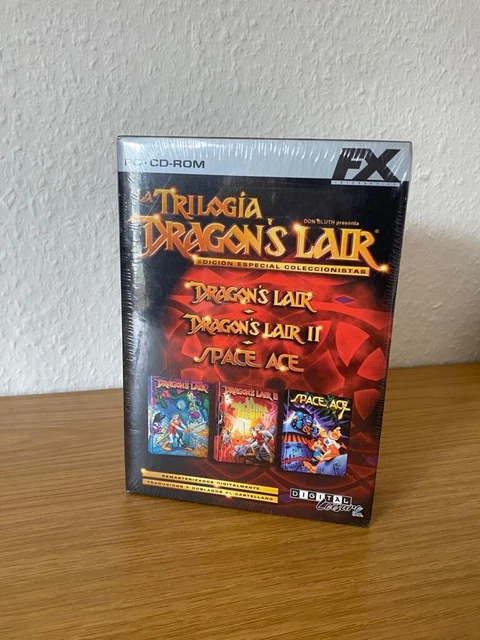 PC · CD-ROM
FX
INTERACTIVE
LA TRILOGÍA
DON BLUTH presenta
DRAGON'S LAIR®
EDICIÓN ESPECIAL COLECCIONISTAS
DRAGON'S LAIR
-
DRAGON'S LAIR II
-
SPACE ACE
DRAGON'S LAIR
DRAGON'S LAIR II
SPACE ACE
REMASTERIZADOS DIGITALMENTE
TRADUCIDOS Y DOBLADOS AL CASTELLANO
DIGITAL
Leisure